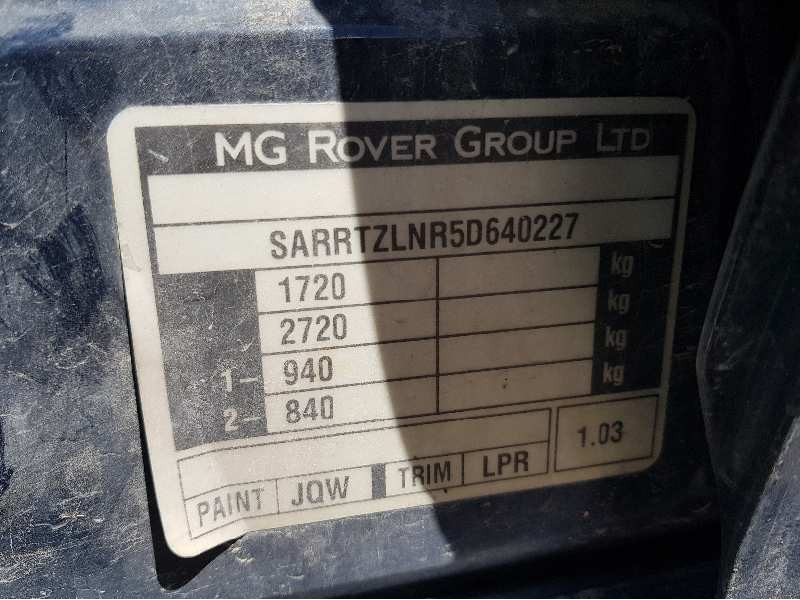 MG ROVER GROUP LTD
SARRTZLNR5D640227
1720 kg
2720 kg
1- 940 kg
2- 840 kg
PAINT JQW TRIM LPR 1.03